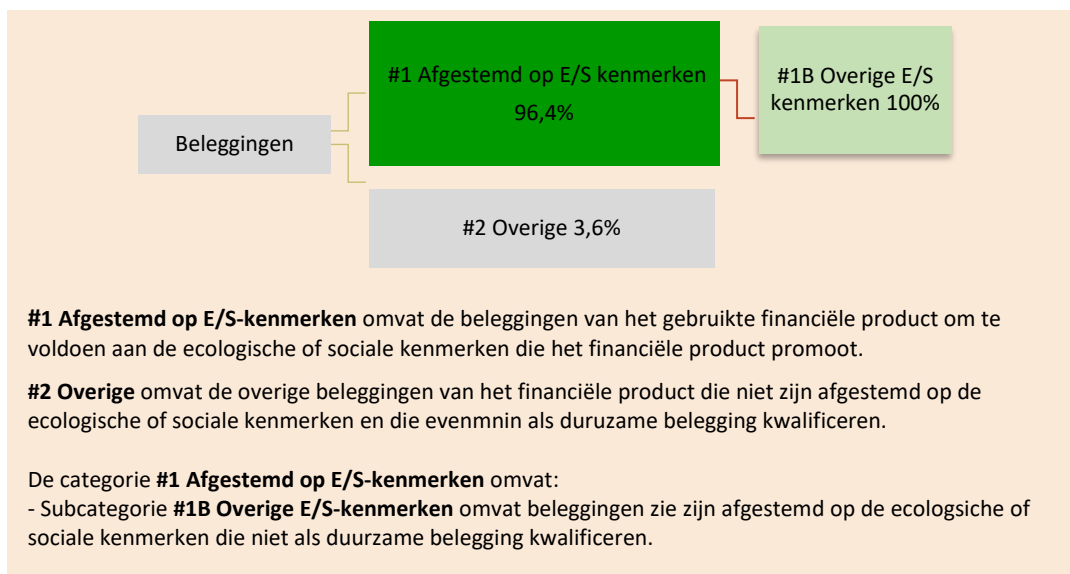 #1 Afgestemd op E/S kenmerken
96,4%
#1B Overige E/S
kenmerken 100%
Beleggingen
#2 Overige 3,6%
#1 Afgestemd op E/S-kenmerken omvat de beleggingen van het gebruikte financiële product om te
voldoen aan de ecologische of sociale kenmerken die het financiële product promoot.
#2 Overige omvat de overige beleggingen van het financiële product die niet zijn afgestemd op de
ecologische of sociale kenmerken en die evenmnin als duruzame belegging kwalificeren.
De categorie #1 Afgestemd op E/S-kenmerken omvat:
- Subcategorie #1B Overige E/S-kenmerken omvat beleggingen zie zijn afgestemd op de ecologsiche of
sociale kenmerken die niet als duurzame belegging kwalificeren.